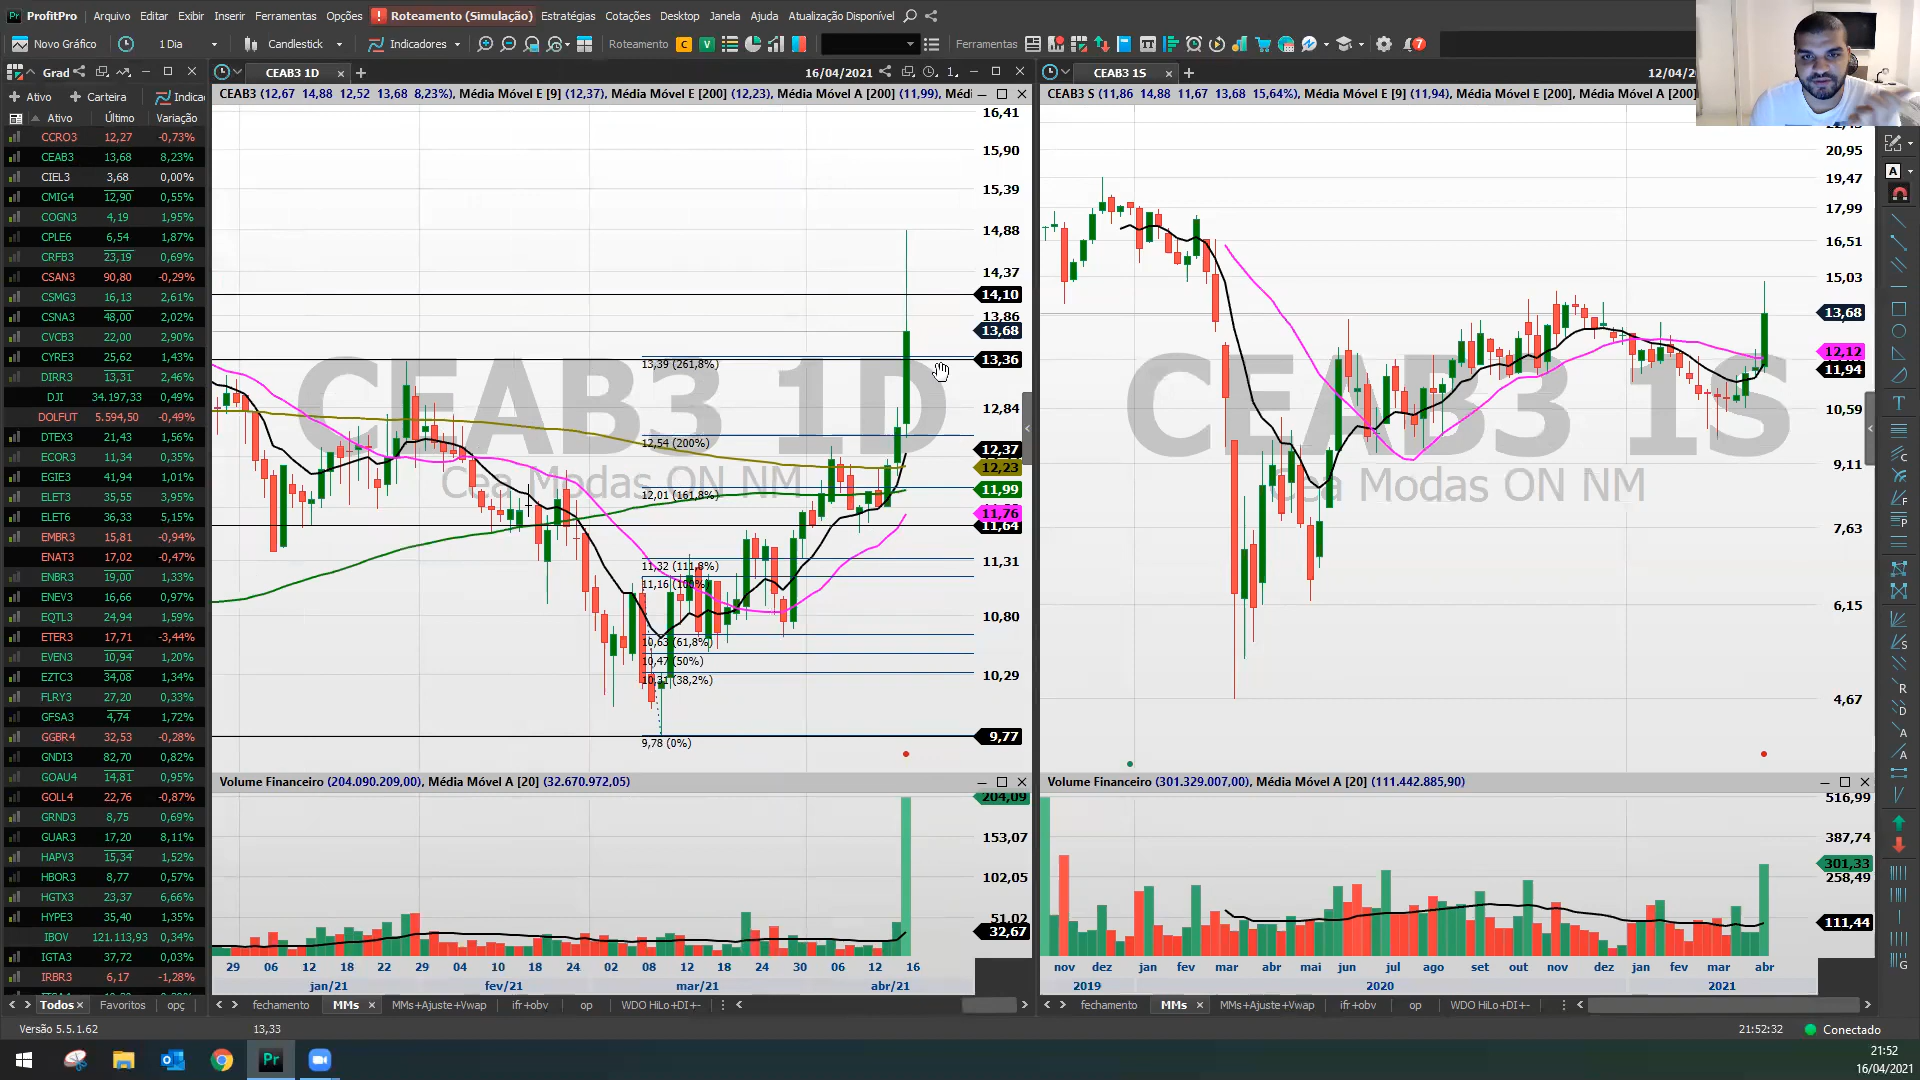 ProfitPro Arquivo Editar Exibir Inserir Ferramentas Opções Roteamento (Simulação) Estratégias Cotações Desktop Janela Ajuda Atualização Disponível
Novo Gráfico 1 Dia Candlestick Indicadores Roteamento C V Ferramentas 7
Grad
CEAB3 1D
16/04/2021
1
CEAB3 1S
12/04/20
Ativo Carteira Indica
CEAB3 (12,67 14,88 12,52 13,68 8,23%), Média Móvel E [9] (12,37), Média Móvel E [200] (12,23), Média Móvel A [200] (11,99), Médi
CEAB3 S (11,86 14,88 11,67 13,68 15,64%), Média Móvel E [9] (11,94), Média Móvel E [200], Média Móvel A [200]
Ativo Último Variação
CCRO3 12,27 -0,73%
CEAB3 13,68 8,23%
CIEL3 3,68 0,00%
CMIG4 12,90 0,55%
COGN3 4,19 1,95%
CPLE6 6,54 1,87%
CRFB3 23,19 0,69%
CSAN3 90,80 -0,29%
CSMG3 16,13 2,61%
CSNA3 48,00 2,02%
CVCB3 22,00 2,90%
CYRE3 25,62 1,43%
DIRR3 13,31 2,46%
DJI 34.197,33 0,49%
DOLFUT 5.594,50 -0,49%
DTEX3 21,43 1,56%
ECOR3 11,34 0,35%
EGIE3 41,94 1,01%
ELET3 35,55 3,95%
ELET6 36,33 5,15%
EMBR3 15,81 -0,94%
ENAT3 17,02 -0,47%
ENBR3 19,00 1,33%
ENEV3 16,66 0,97%
EQTL3 24,94 1,59%
ETER3 17,71 -3,44%
EVEN3 10,94 1,20%
EZTC3 34,08 1,34%
FLRY3 27,20 0,33%
GFSA3 4,74 1,72%
GGBR4 32,53 -0,28%
GNDI3 82,70 0,82%
GOAU4 14,81 0,95%
GOLL4 22,76 -0,87%
GRND3 8,75 0,69%
GUAR3 17,20 8,11%
HAPV3 15,34 1,52%
HBOR3 8,77 0,57%
HGTX3 23,37 6,66%
HYPE3 35,40 1,35%
IBOV 121.113,93 0,34%
IGTA3 37,72 0,03%
IRBR3 6,17 -1,28%
Todos Favoritos opç
CEAB3 1D
Cea Modas ON NM
13,39 (261,8%)
12,54 (200%)
12,01 (161,8%)
11,32 (111,8%)
11,16 (100%)
10,63 (61,8%)
10,47 (50%)
10,31 (38,2%)
9,78 (0%)
16,41
15,90
15,39
14,88
14,37
14,10
13,86
13,68
13,36
12,84
12,37
12,23
11,99
11,76
11,64
11,31
10,80
10,29
9,77
Volume Financeiro (204.090.209,00), Média Móvel A [20] (32.670.972,05)
204,09
153,07
102,05
51,02
32,67
29 06 12 18 22 29 04 10 18 24 02 08 12 18 24 30 06 12 16
jan/21 fev/21 mar/21 abr/21
fechamento MMs MMs+Ajuste+Vwap ifr+obv op WDO HiLo+DI+-
CEAB3 1S
Cea Modas ON NM
20,95
19,47
17,99
16,51
15,03
13,68
12,12
11,94
10,59
9,11
7,63
6,15
4,67
Volume Financeiro (301.329.007,00), Média Móvel A [20] (111.442.885,90)
516,99
387,74
301,33
258,49
111,44
nov dez jan fev mar abr mai jun jul ago set out nov dez jan fev mar abr
2019 2020 2021
fechamento MMs MMs+Ajuste+Vwap ifr+obv op WDO HiLo+DI+-
Versão 5.5.1.62 13,33 21:52:32 Conectado
Pr
21:52
16/04/2021